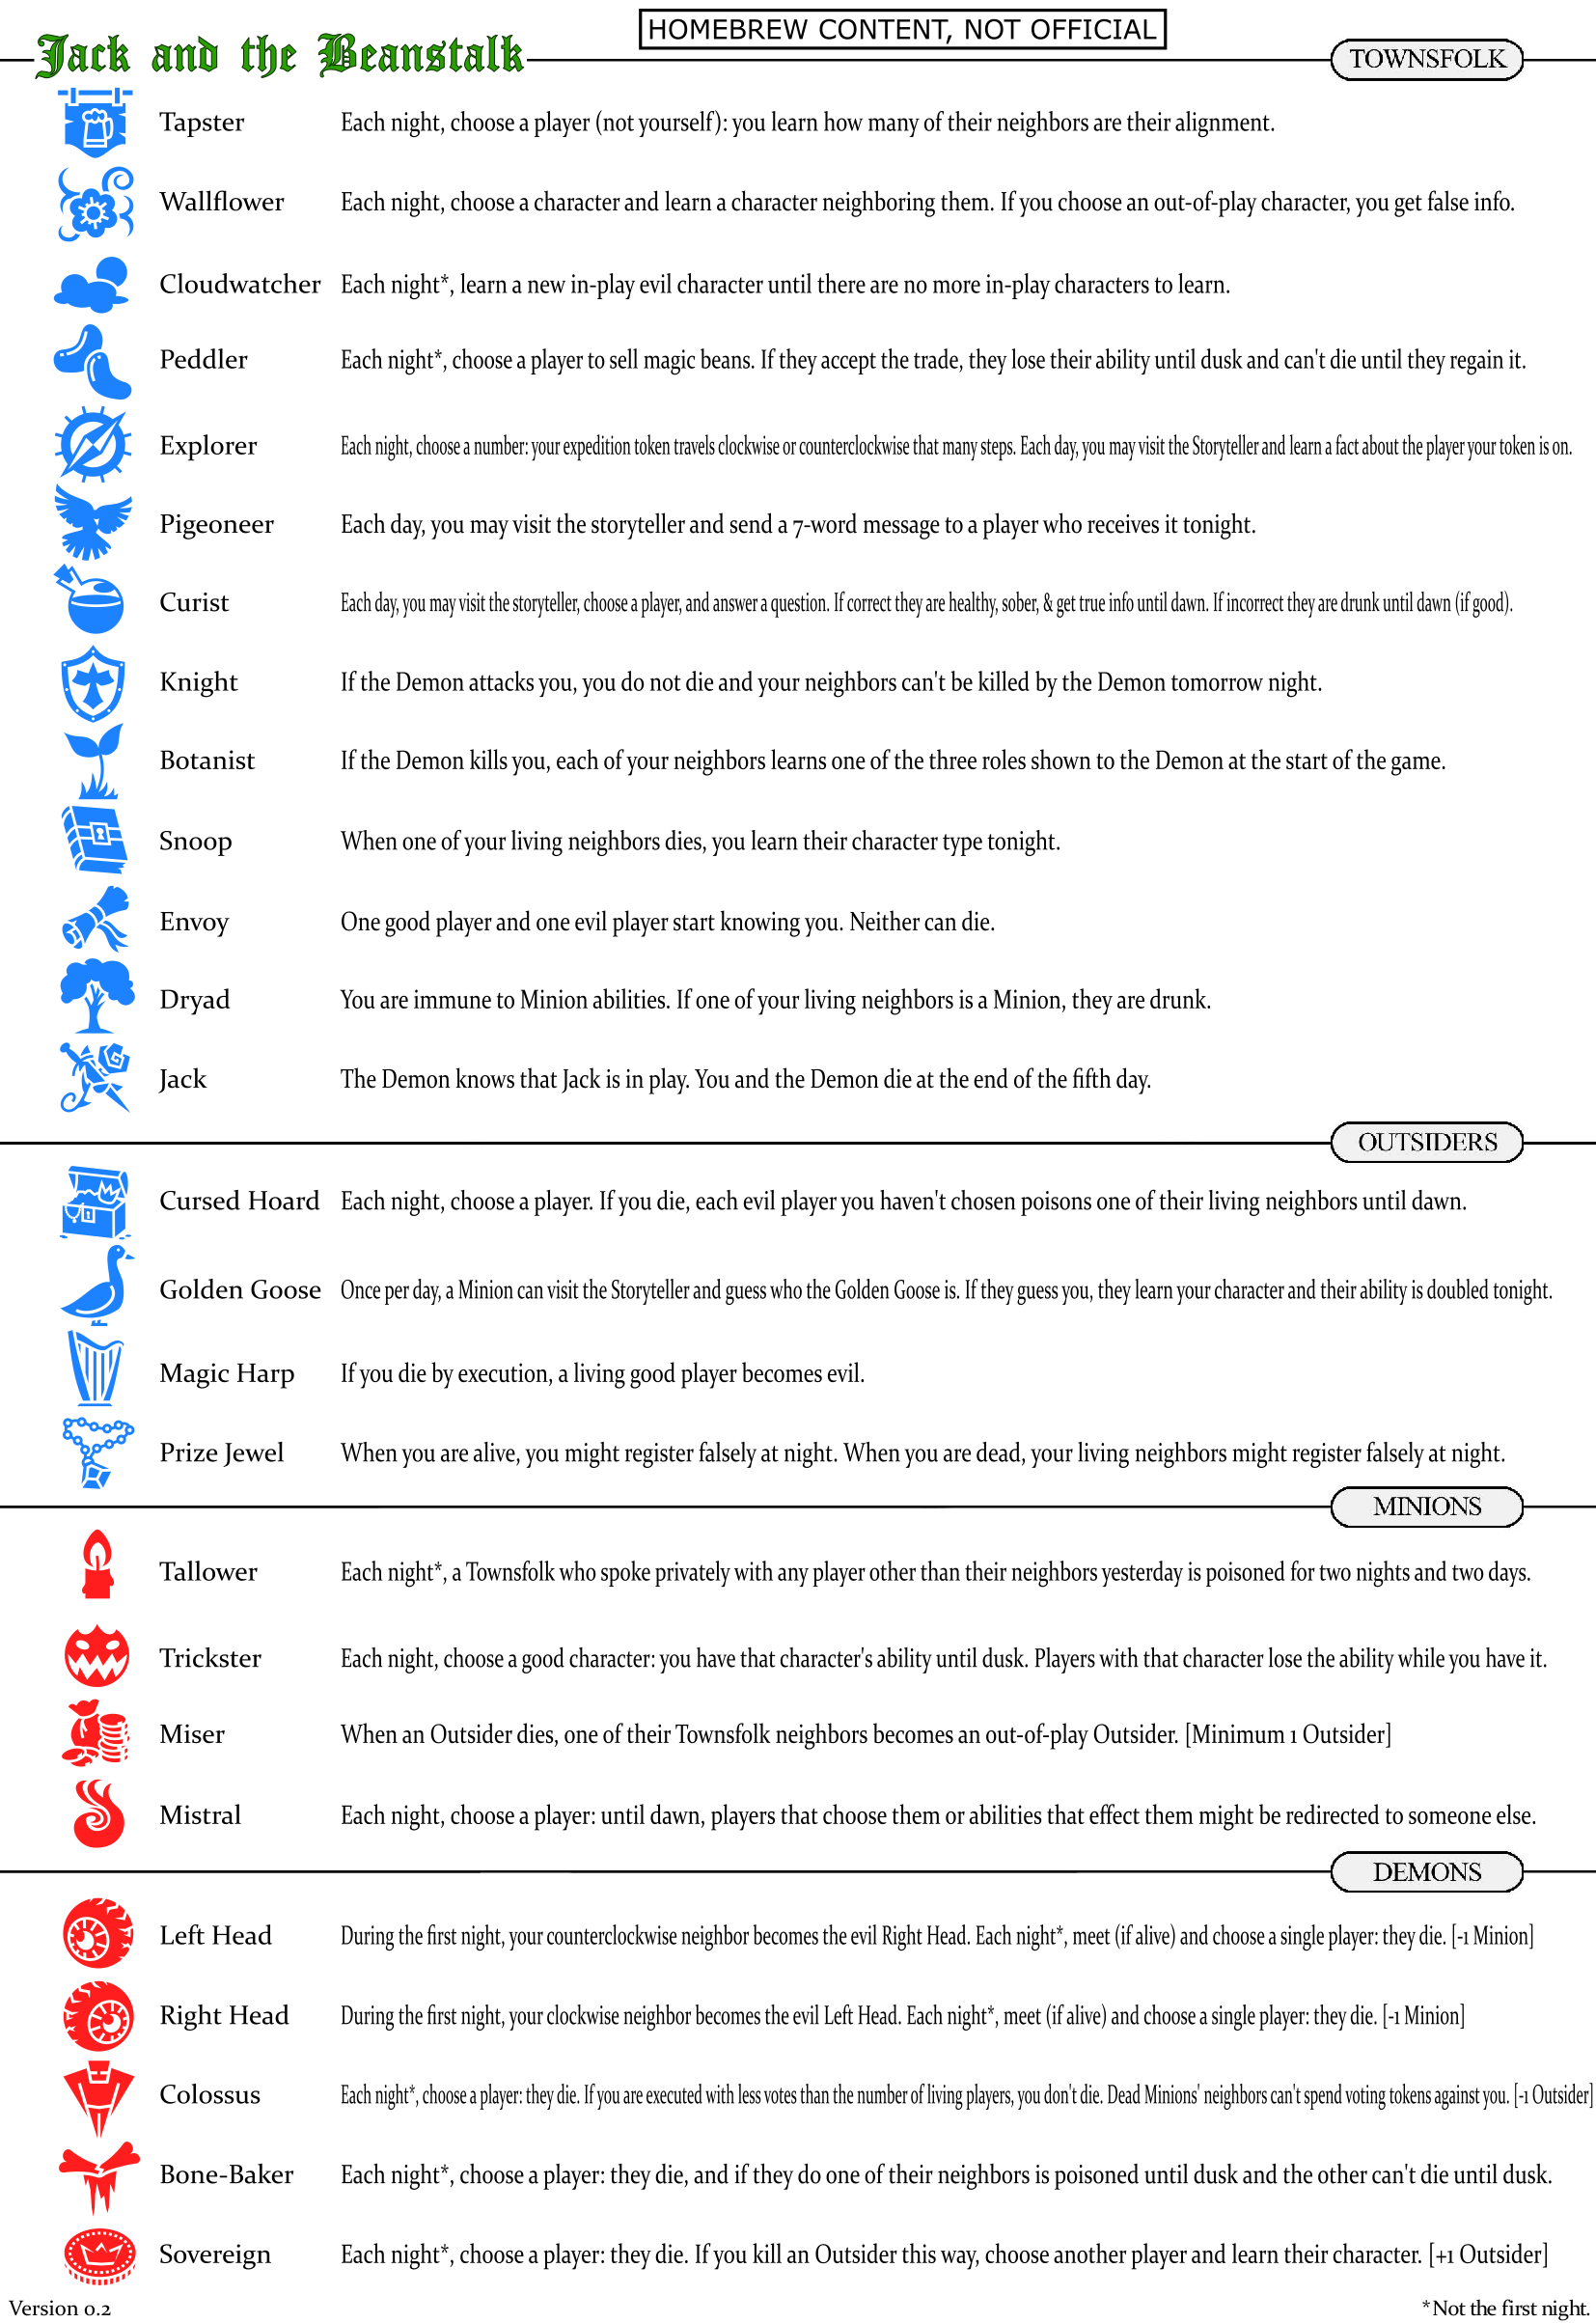 HOMEBREW CONTENT, NOT OFFICIAL
Jack and the Beanstalk
TOWNSFOLK
Tapster Each night, choose a player (not yourself): you learn how many of their neighbors are their alignment.
Wallflower Each night, choose a character and learn a character neighboring them. If you choose an out-of-play character, you get false info.
Cloudwatcher Each night*, learn a new in-play evil character until there are no more in-play characters to learn.
Peddler Each night*, choose a player to sell magic beans. If they accept the trade, they lose their ability until dusk and can't die until they regain it.
Explorer Each night, choose a number: your expedition token travels clockwise or counterclockwise that many steps. Each day, you may visit the Storyteller and learn a fact about the player your token is on.
Pigeoneer Each day, you may visit the storyteller and send a 7-word message to a player who receives it tonight.
Curist Each day, you may visit the storyteller, choose a player, and answer a question. If correct they are healthy, sober, & get true info until dawn. If incorrect they are drunk until dawn (if good).
Knight If the Demon attacks you, you do not die and your neighbors can't be killed by the Demon tomorrow night.
Botanist If the Demon kills you, each of your neighbors learns one of the three roles shown to the Demon at the start of the game.
Snoop When one of your living neighbors dies, you learn their character type tonight.
Envoy One good player and one evil player start knowing you. Neither can die.
Dryad You are immune to Minion abilities. If one of your living neighbors is a Minion, they are drunk.
Jack The Demon knows that Jack is in play. You and the Demon die at the end of the fifth day.
OUTSIDERS
Cursed Hoard Each night, choose a player. If you die, each evil player you haven't chosen poisons one of their living neighbors until dawn.
Golden Goose Once per day, a Minion can visit the Storyteller and guess who the Golden Goose is. If they guess you, they learn your character and their ability is doubled tonight.
Magic Harp If you die by execution, a living good player becomes evil.
Prize Jewel When you are alive, you might register falsely at night. When you are dead, your living neighbors might register falsely at night.
MINIONS
Tallower Each night*, a Townsfolk who spoke privately with any player other than their neighbors yesterday is poisoned for two nights and two days.
Trickster Each night, choose a good character: you have that character's ability until dusk. Players with that character lose the ability while you have it.
Miser When an Outsider dies, one of their Townsfolk neighbors becomes an out-of-play Outsider. [Minimum 1 Outsider]
Mistral Each night, choose a player: until dawn, players that choose them or abilities that effect them might be redirected to someone else.
DEMONS
Left Head During the first night, your counterclockwise neighbor becomes the evil Right Head. Each night*, meet (if alive) and choose a single player: they die. [-1 Minion]
Right Head During the first night, your clockwise neighbor becomes the evil Left Head. Each night*, meet (if alive) and choose a single player: they die. [-1 Minion]
Colossus Each night*, choose a player: they die. If you are executed with less votes than the number of living players, you don't die. Dead Minions' neighbors can't spend voting tokens against you. [-1 Outsider]
Bone-Baker Each night*, choose a player: they die, and if they do one of their neighbors is poisoned until dusk and the other can't die until dusk.
Sovereign Each night*, choose a player: they die. If you kill an Outsider this way, choose another player and learn their character. [+1 Outsider]
Version 0.2 *Not the first night.